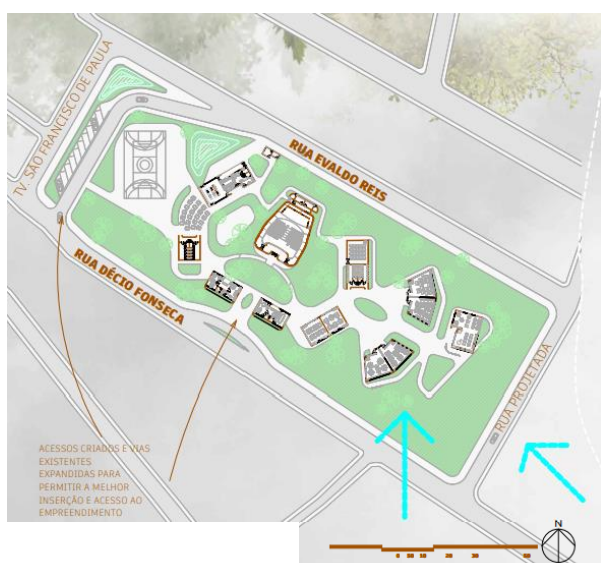 TV. SÃO FRANCISCO DE PAULA
RUA EVALDO REIS
RUA DÉCIO FONSECA
RUA PROJETADA
ACESSOS CRIADOS E VIAS
EXISTENTES
EXPANDIDAS PARA
PERMITIR A MELHOR
INSERÇÃO E ACESSO AO
EMPREENDIMENTO
N